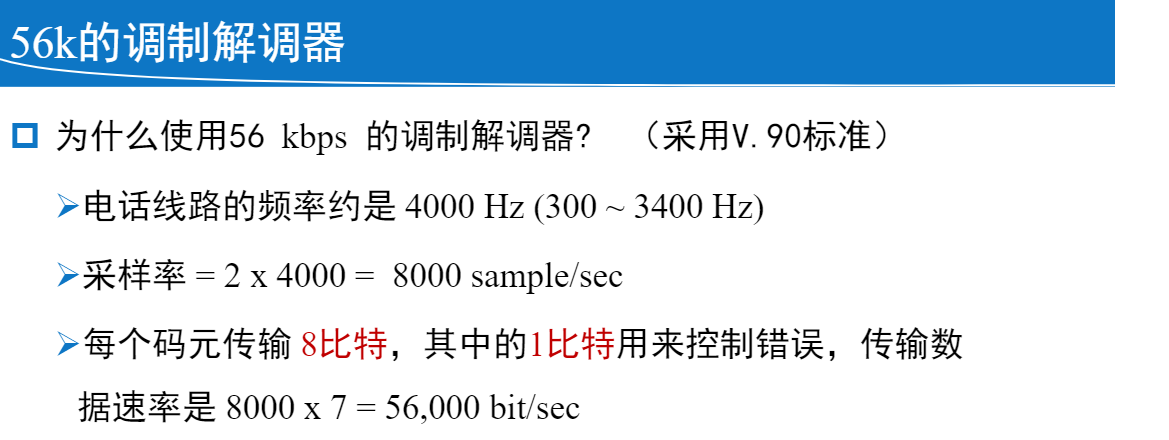 56k的调制解调器
为什么使用56 kbps 的调制解调器? （采用V.90标准）
电话线路的频率约是 4000 Hz (300 ~ 3400 Hz)
采样率 = 2 x 4000 = 8000 sample/sec
每个码元传输 8比特，其中的1比特用来控制错误，传输数
据速率是 8000 x 7 = 56,000 bit/sec